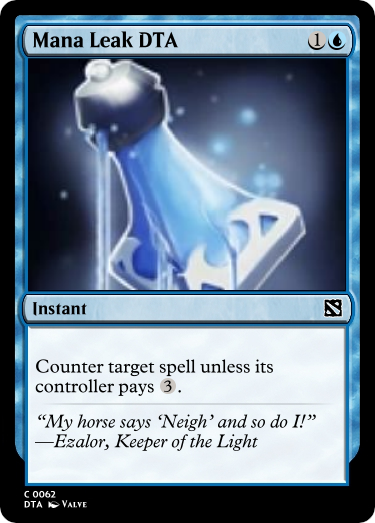 Mana Leak DTA 1
Instant
Counter target spell unless its
controller pays 3.
“My horse says ‘Neigh’ and so do I!”
—Ezalor, Keeper of the Light
C 0062
DTA VALVE